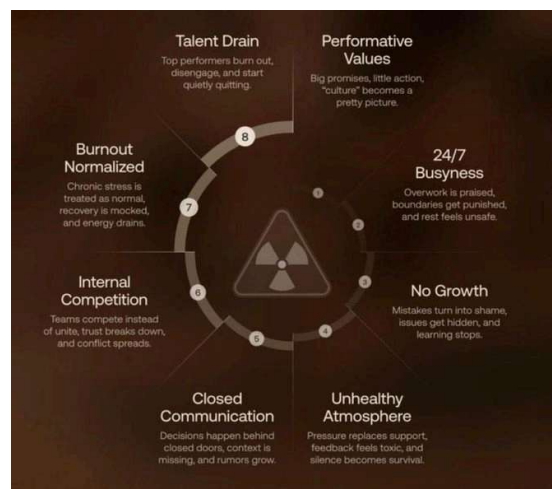 Performative
Values
Big promises, little action,
“culture” becomes a
pretty picture.
1
24/7
Busyness
Overwork is praised,
boundaries get punished,
and rest feels unsafe.
2
No Growth
Mistakes turn into shame,
issues get hidden, and
learning stops.
3
Unhealthy
Atmosphere
Pressure replaces support,
feedback feels toxic, and
silence becomes survival.
4
Closed
Communication
Decisions happen behind
closed doors, context is
missing, and rumors grow.
5
Internal
Competition
Teams compete instead
of unite, trust breaks down,
and conflict spreads.
6
Burnout
Normalized
Chronic stress is
treated as normal,
recovery is mocked,
and energy drains.
7
Talent Drain
Top performers burn out,
disengage, and start
quietly quitting.
8